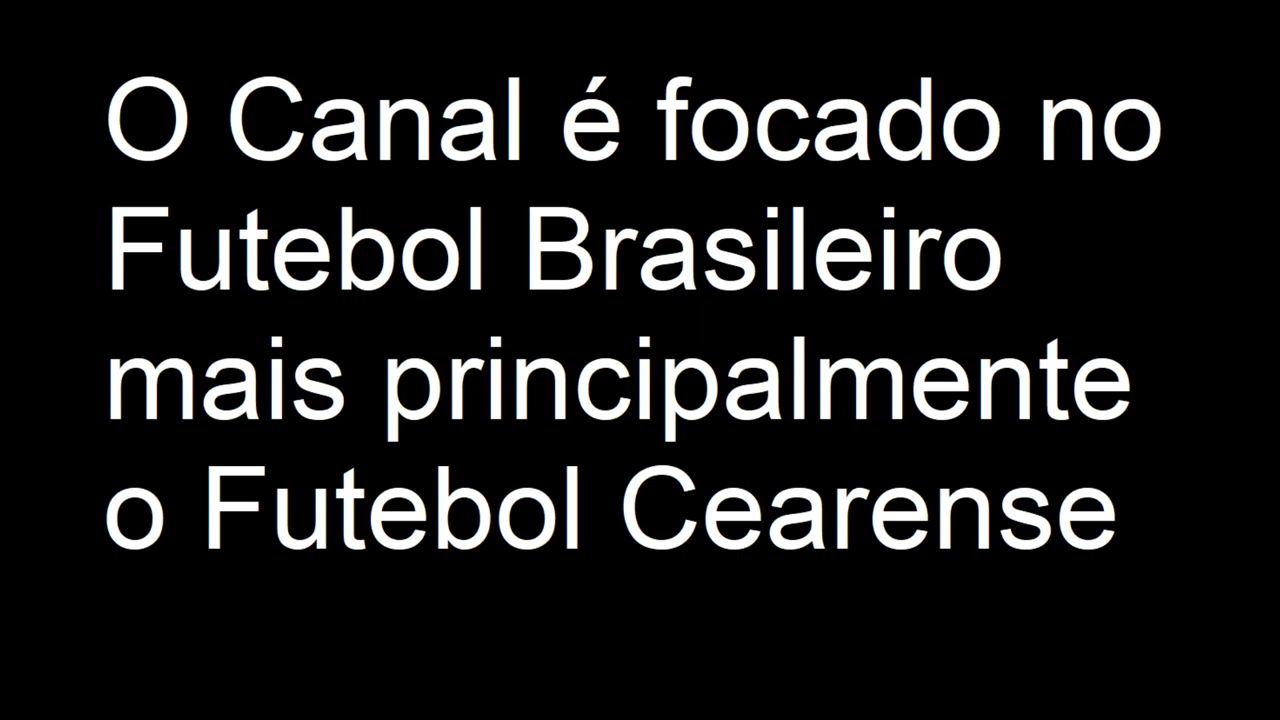 O Canal é focado no
Futebol Brasileiro
mais principalmente
o Futebol Cearense